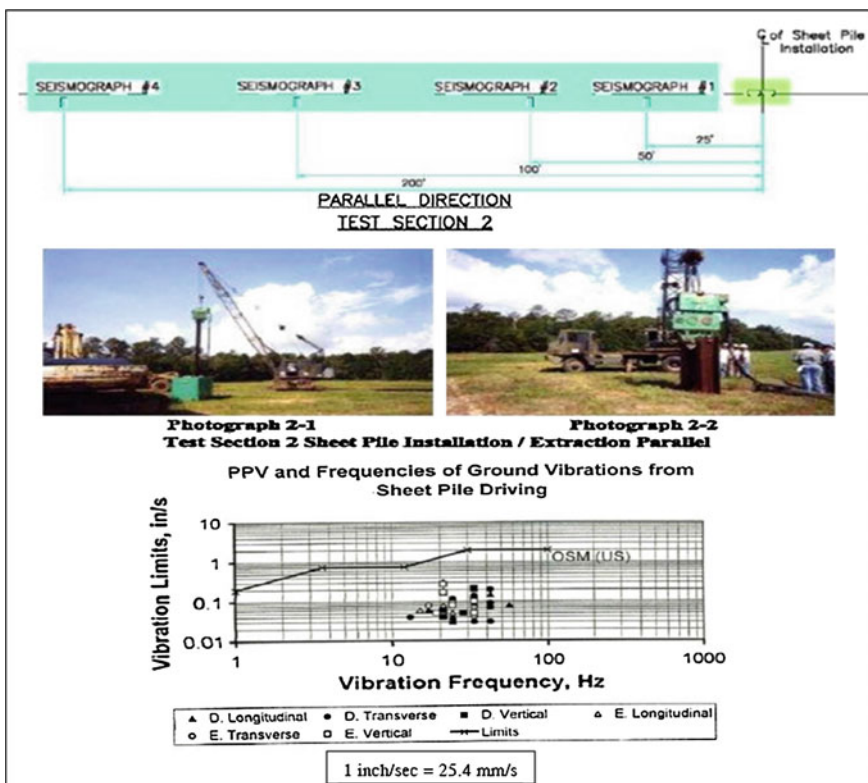 ℄ of Sheet Pile
Installation
SEISMOGRAPH #4 SEISMOGRAPH #3 SEISMOGRAPH #2 SEISMOGRAPH #1
25'
50'
100'
200'
PARALLEL DIRECTION
TEST SECTION 2
Photograph 2-1 Photograph 2-2
Test Section 2 Sheet Pile Installation / Extraction Parallel
PPV and Frequencies of Ground Vibrations from
Sheet Pile Driving
Vibration Limits, in/s
10
1
0.1
0.01
OSM (US)
1 10 100 1000
Vibration Frequency, Hz
D. Longitudinal D. Transverse D. Vertical E. Longitudinal
E. Transverse E. Vertical Limits
1 inch/sec = 25.4 mm/s